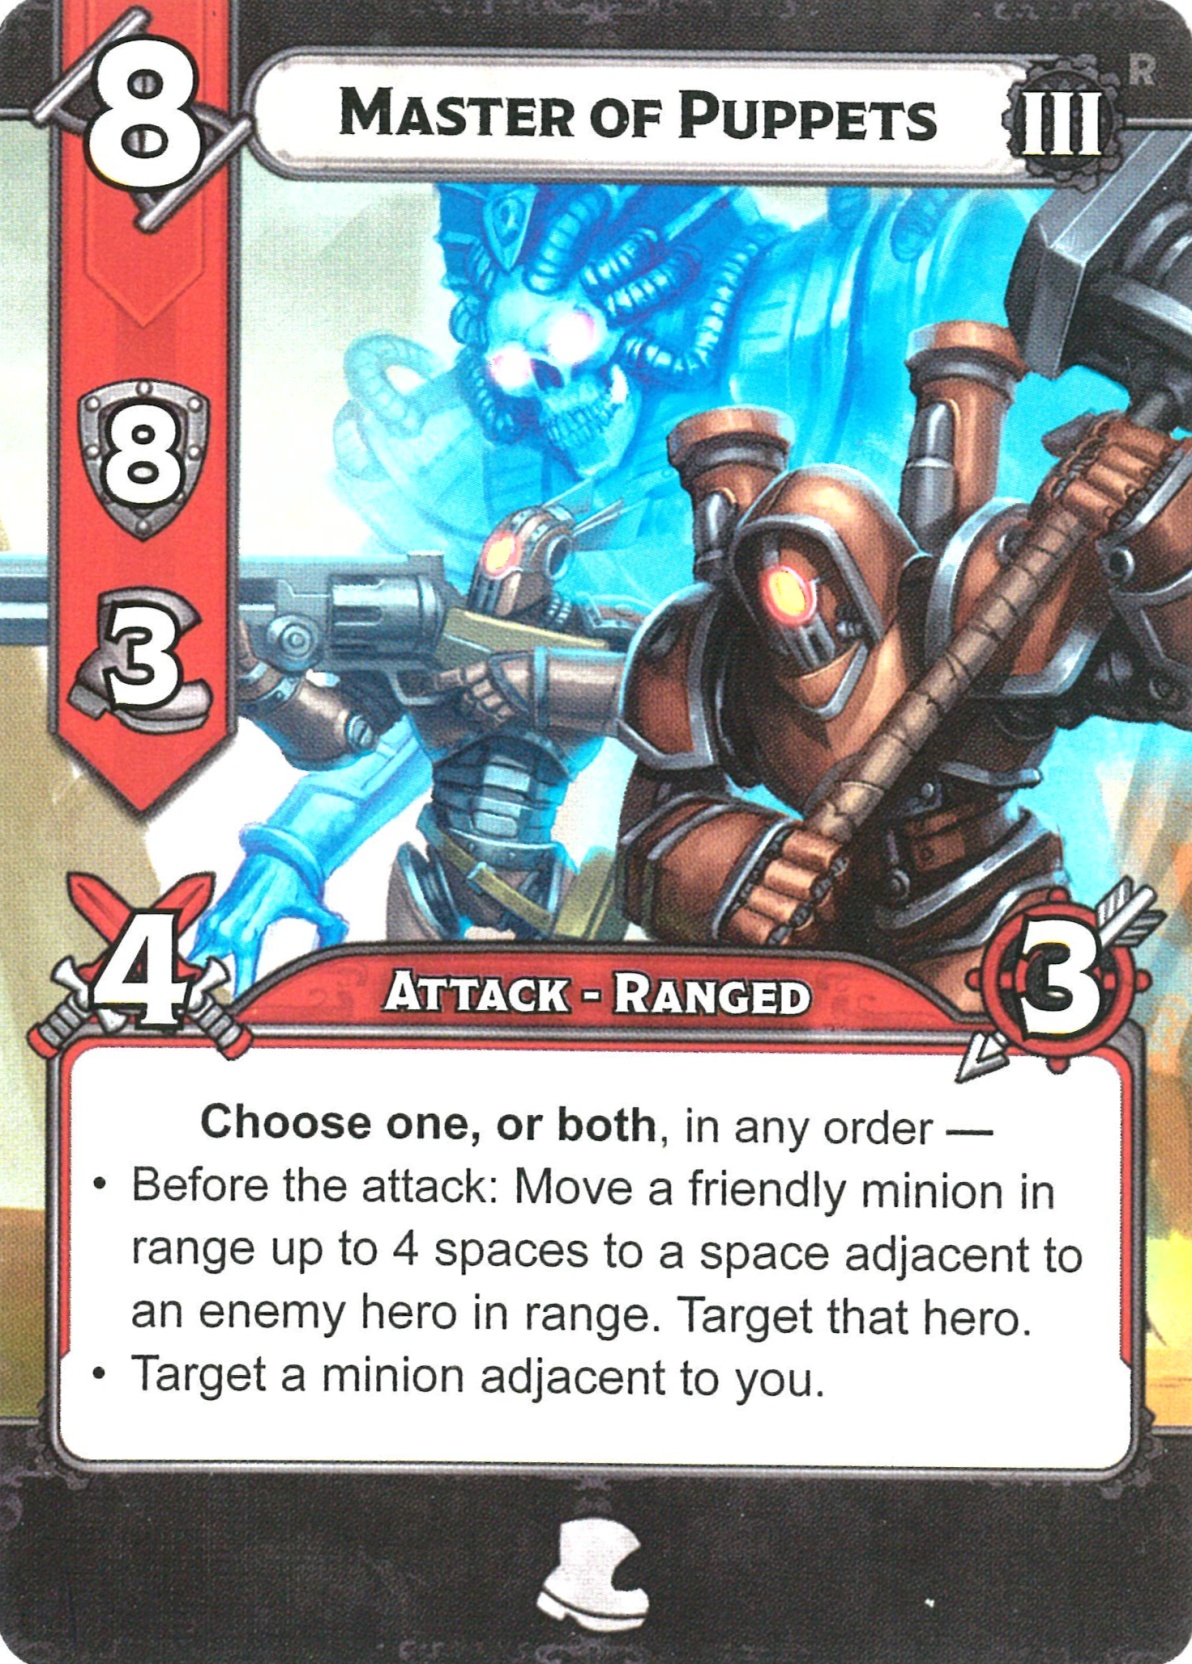 8
MASTER OF PUPPETS
III
R
8
3
4
ATTACK - RANGED
3
Choose one, or both, in any order —
• Before the attack: Move a friendly minion in
range up to 4 spaces to a space adjacent to
an enemy hero in range. Target that hero.
• Target a minion adjacent to you.